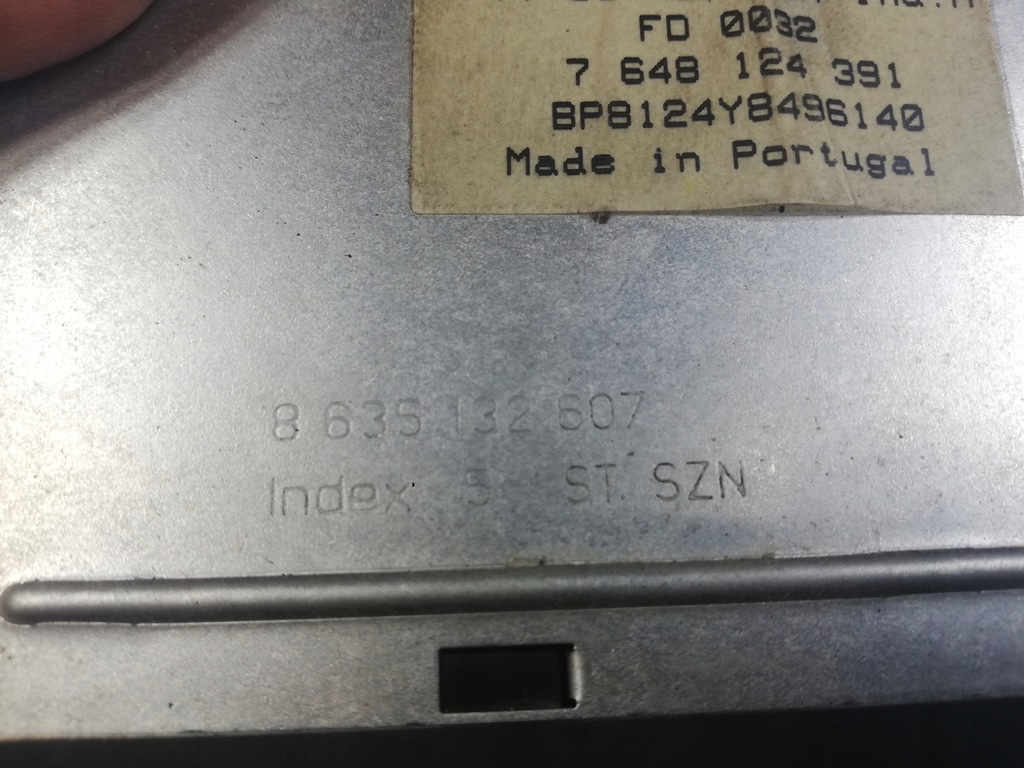 FD 0032
7 648 124 391
BP8124Y8496140
Made in Portugal
8 635 132 607
Index 5 ST. SZN